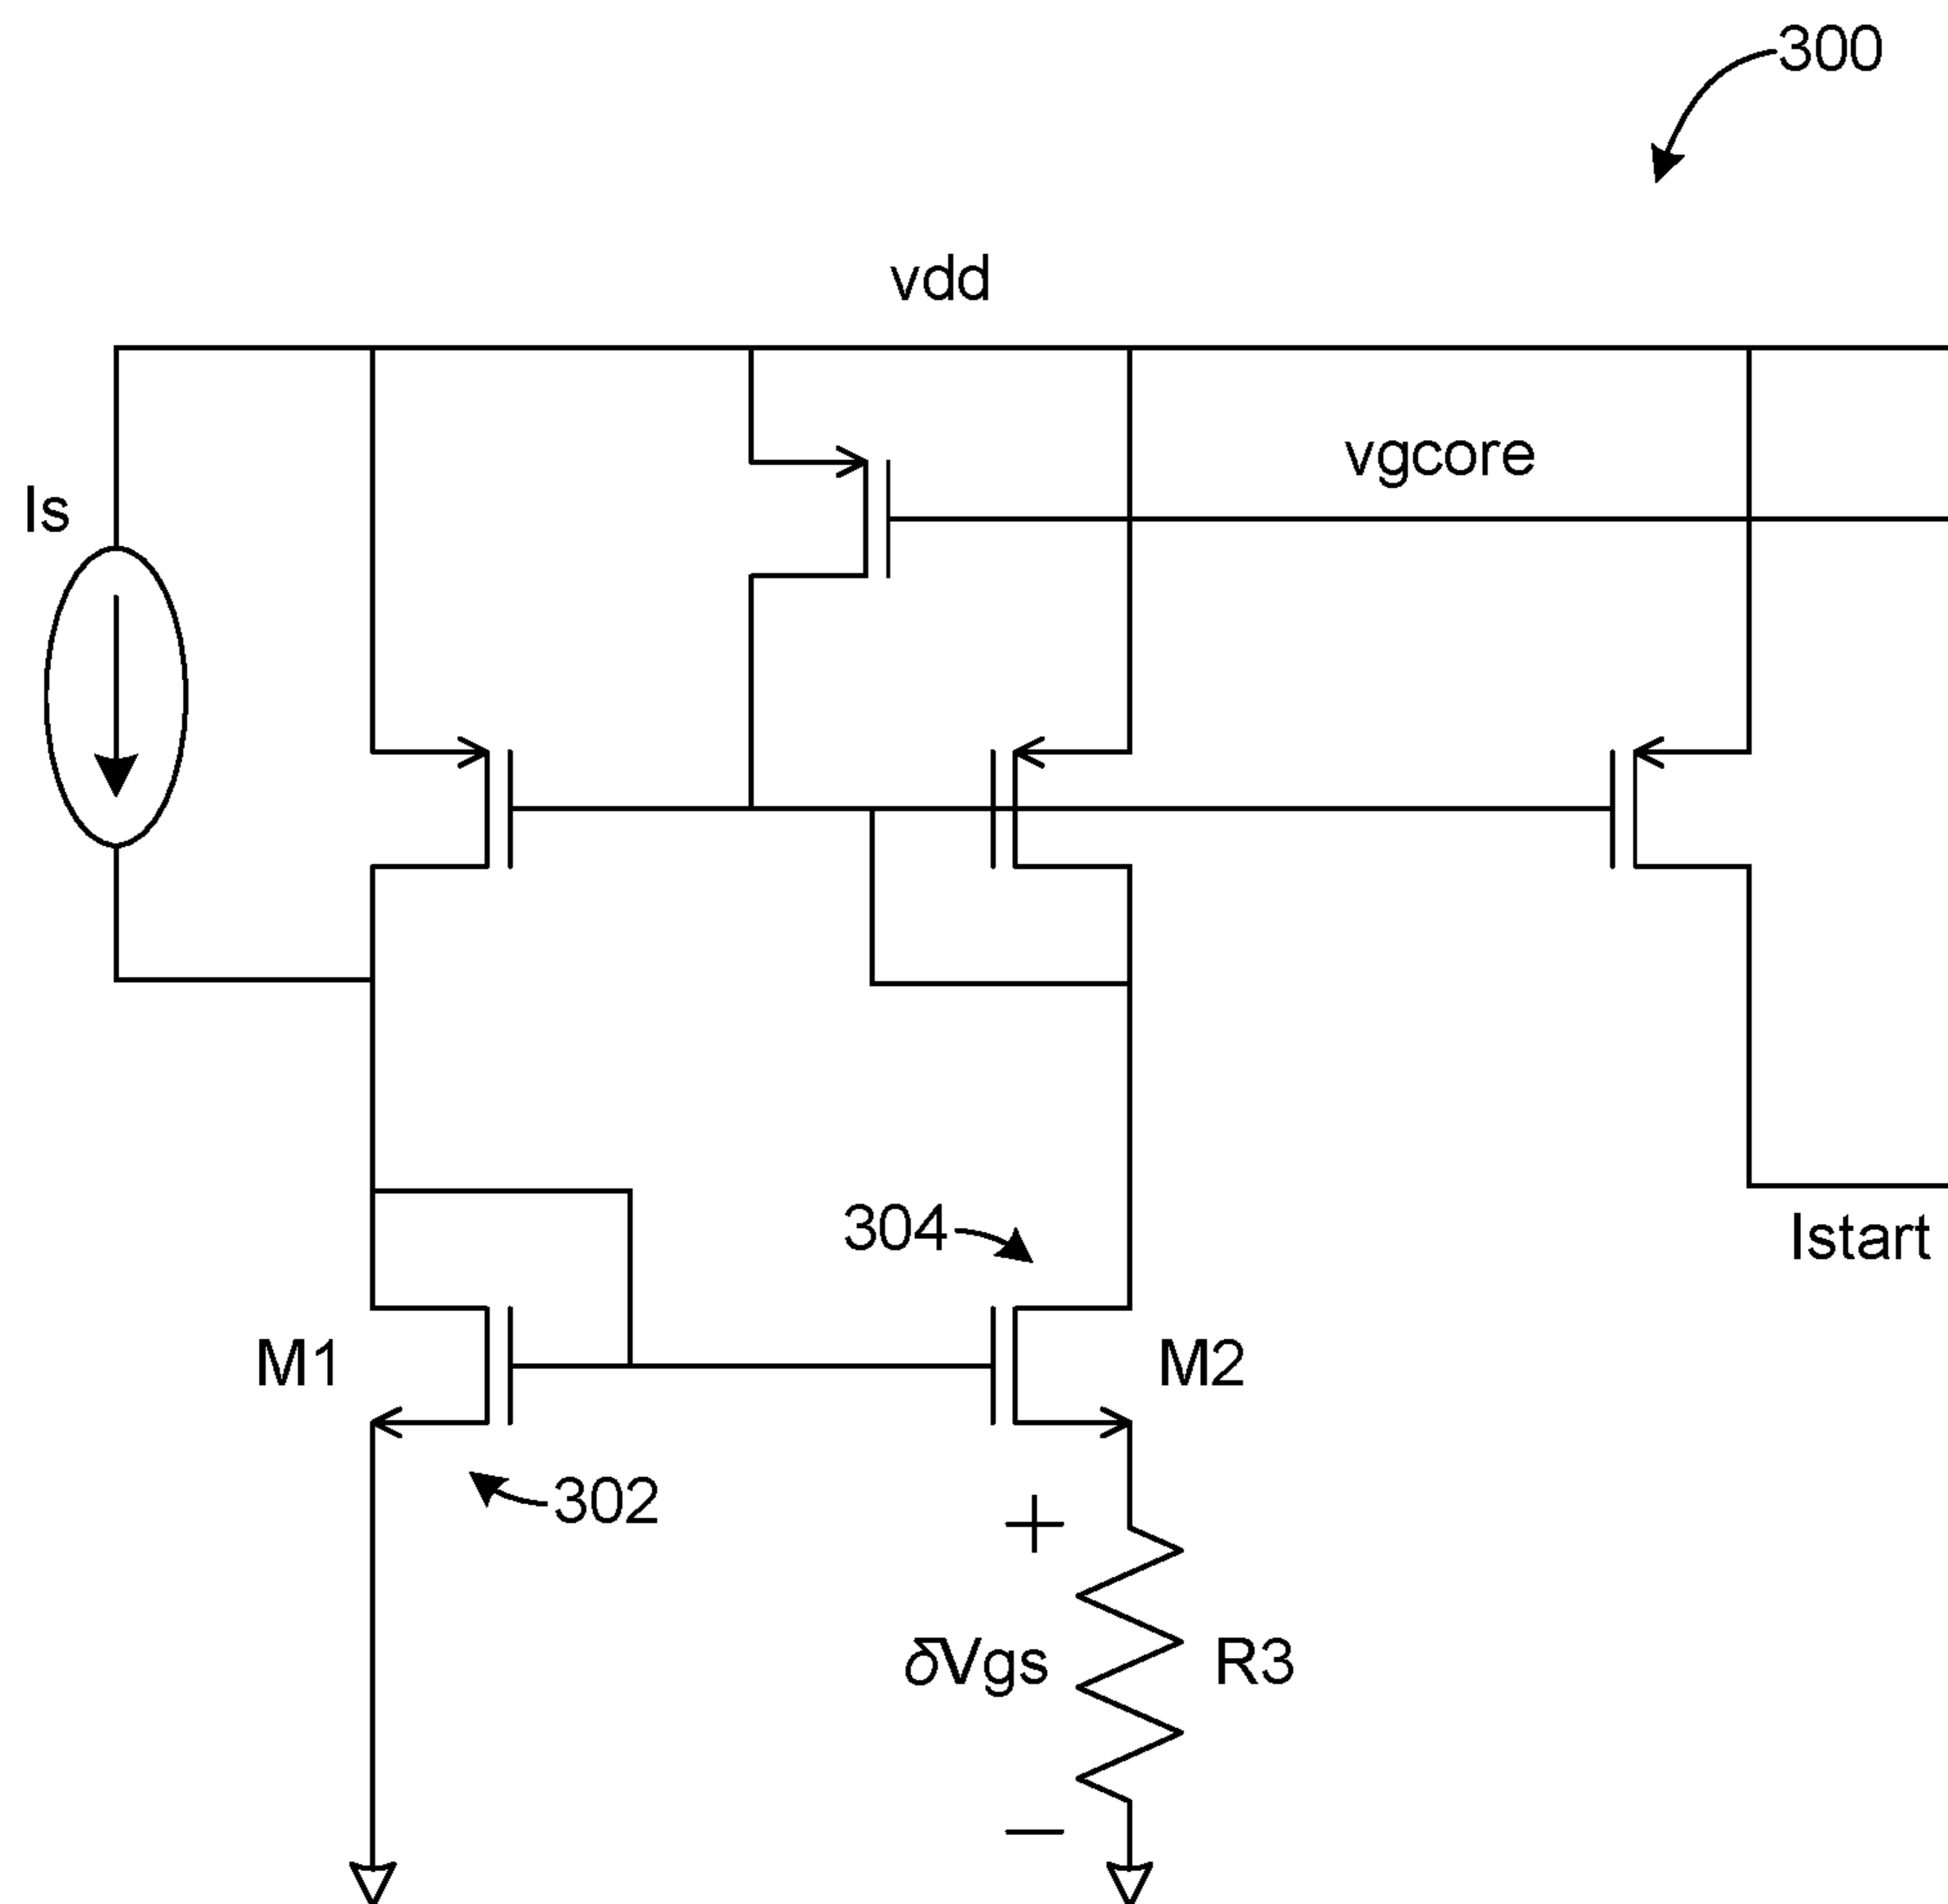 300
vdd
vgcore
Is
304
Istart
M1
M2
302
+
δVgs
R3
−